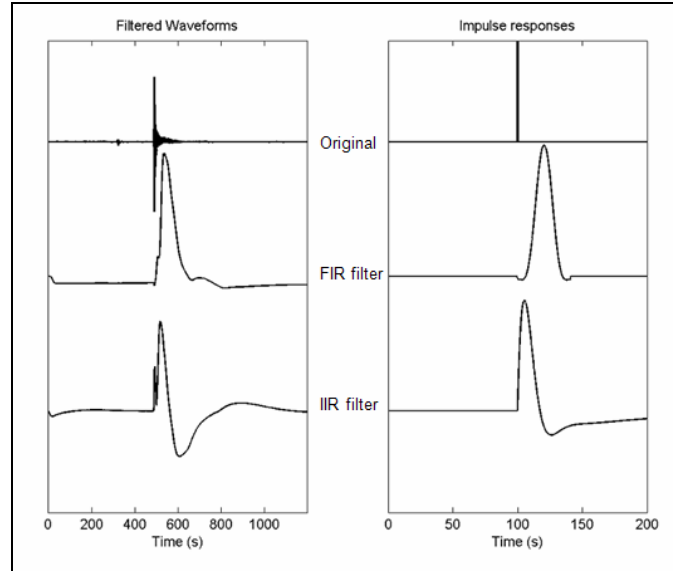 Filtered Waveforms
Impulse responses
Original
FIR filter
IIR filter
0 200 400 600 800 1000
Time (s)
0 50 100 150 200
Time (s)